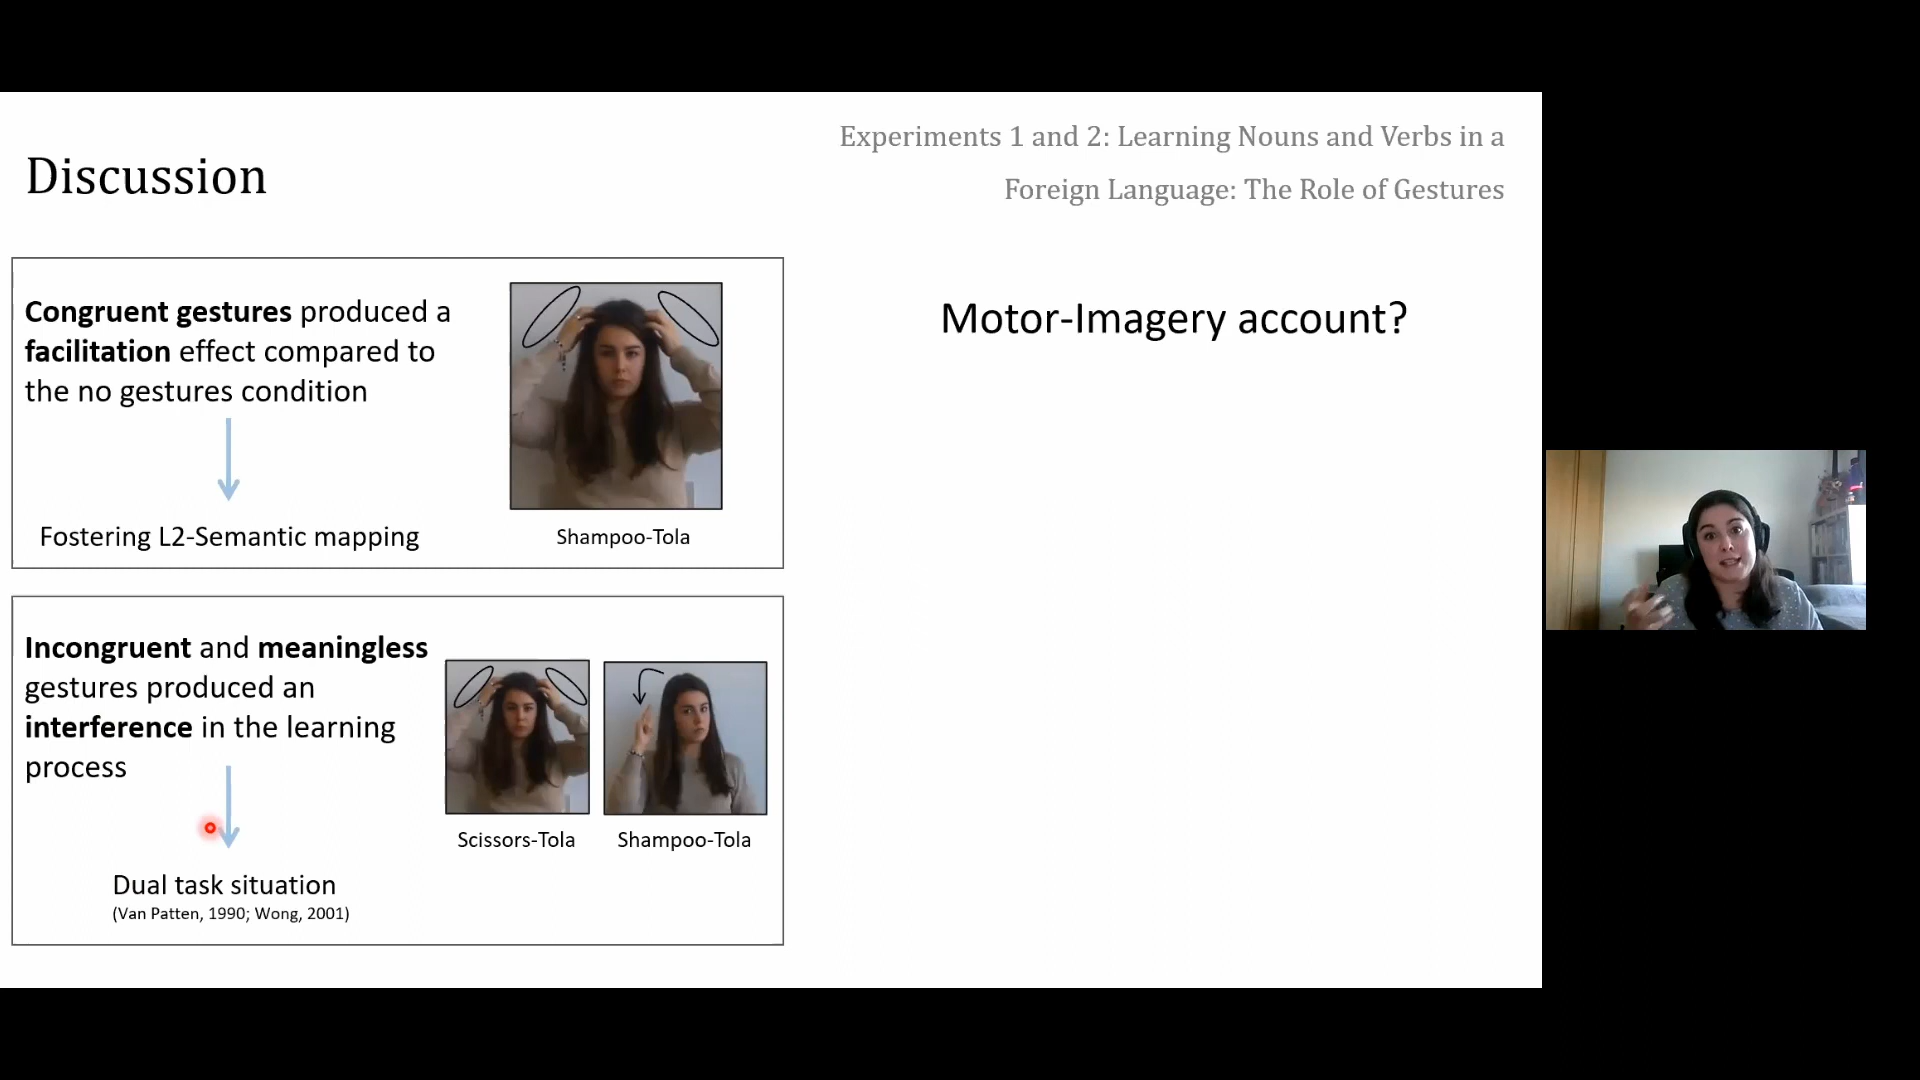 Experiments 1 and 2: Learning Nouns and Verbs in a
Foreign Language: The Role of Gestures
Discussion
Congruent gestures produced a
facilitation effect compared to
the no gestures condition
Fostering L2-Semantic mapping
Shampoo-Tola
Incongruent and meaningless
gestures produced an
interference in the learning
process
Scissors-Tola
Shampoo-Tola
Dual task situation
(Van Patten, 1990; Wong, 2001)
Motor-Imagery account?